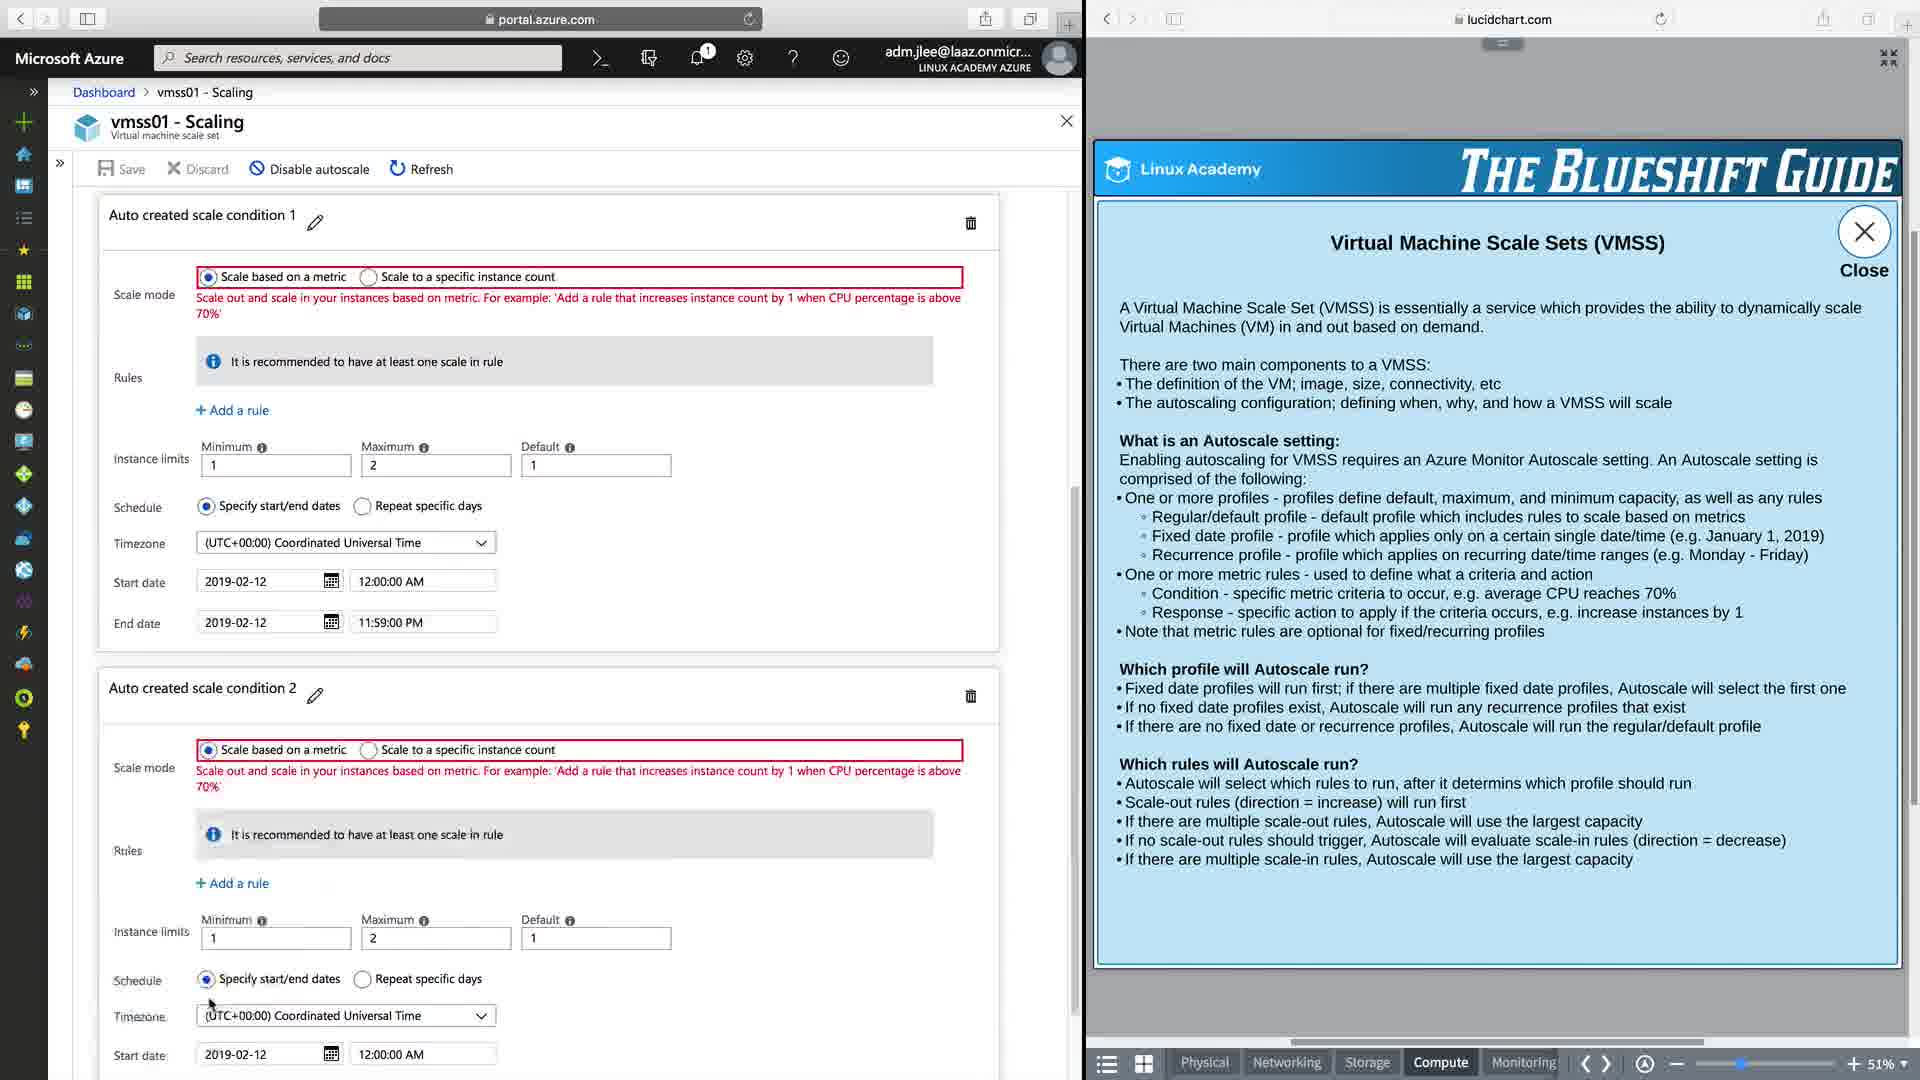 portal.azure.com
Microsoft Azure
Search resources, services, and docs
1
adm.jlee@laaz.onmicr...
LINUX ACADEMY AZURE
Dashboard > vmss01 - Scaling
vmss01 - Scaling
Virtual machine scale set
Save Discard Disable autoscale Refresh
Auto created scale condition 1
Scale mode
Scale based on a metric Scale to a specific instance count
Scale out and scale in your instances based on metric. For example: 'Add a rule that increases instance count by 1 when CPU percentage is above
70%'
Rules
It is recommended to have at least one scale in rule
+ Add a rule
Instance limits
Minimum Maximum Default
1 2 1
Schedule Specify start/end dates Repeat specific days
Timezone (UTC+00:00) Coordinated Universal Time
Start date 2019-02-12 12:00:00 AM
End date 2019-02-12 11:59:00 PM
Auto created scale condition 2
Scale mode
Scale based on a metric Scale to a specific instance count
Scale out and scale in your instances based on metric. For example: 'Add a rule that increases instance count by 1 when CPU percentage is above
70%'
Rules
It is recommended to have at least one scale in rule
+ Add a rule
Instance limits
Minimum Maximum Default
1 2 1
Schedule Specify start/end dates Repeat specific days
Timezone (UTC+00:00) Coordinated Universal Time
Start date 2019-02-12 12:00:00 AM
lucidchart.com
Linux Academy
THE BLUESHIFT GUIDE
Virtual Machine Scale Sets (VMSS)
Close
A Virtual Machine Scale Set (VMSS) is essentially a service which provides the ability to dynamically scale
Virtual Machines (VM) in and out based on demand.
There are two main components to a VMSS:
• The definition of the VM; image, size, connectivity, etc
• The autoscaling configuration; defining when, why, and how a VMSS will scale
What is an Autoscale setting:
Enabling autoscaling for VMSS requires an Azure Monitor Autoscale setting. An Autoscale setting is
comprised of the following:
• One or more profiles - profiles define default, maximum, and minimum capacity, as well as any rules
◦ Regular/default profile - default profile which includes rules to scale based on metrics
◦ Fixed date profile - profile which applies only on a certain single date/time (e.g. January 1, 2019)
◦ Recurrence profile - profile which applies on recurring date/time ranges (e.g. Monday - Friday)
• One or more metric rules - used to define what a criteria and action
◦ Condition - specific metric criteria to occur, e.g. average CPU reaches 70%
◦ Response - specific action to apply if the criteria occurs, e.g. increase instances by 1
• Note that metric rules are optional for fixed/recurring profiles
Which profile will Autoscale run?
• Fixed date profiles will run first; if there are multiple fixed date profiles, Autoscale will select the first one
• If no fixed date profiles exist, Autoscale will run any recurrence profiles that exist
• If there are no fixed date or recurrence profiles, Autoscale will run the regular/default profile
Which rules will Autoscale run?
• Autoscale will select which rules to run, after it determins which profile should run
• Scale-out rules (direction = increase) will run first
• If there are multiple scale-out rules, Autoscale will use the largest capacity
• If no scale-out rules should trigger, Autoscale will evaluate scale-in rules (direction = decrease)
• If there are multiple scale-in rules, Autoscale will use the largest capacity
Physical Networking Storage Compute Monitoring 51%